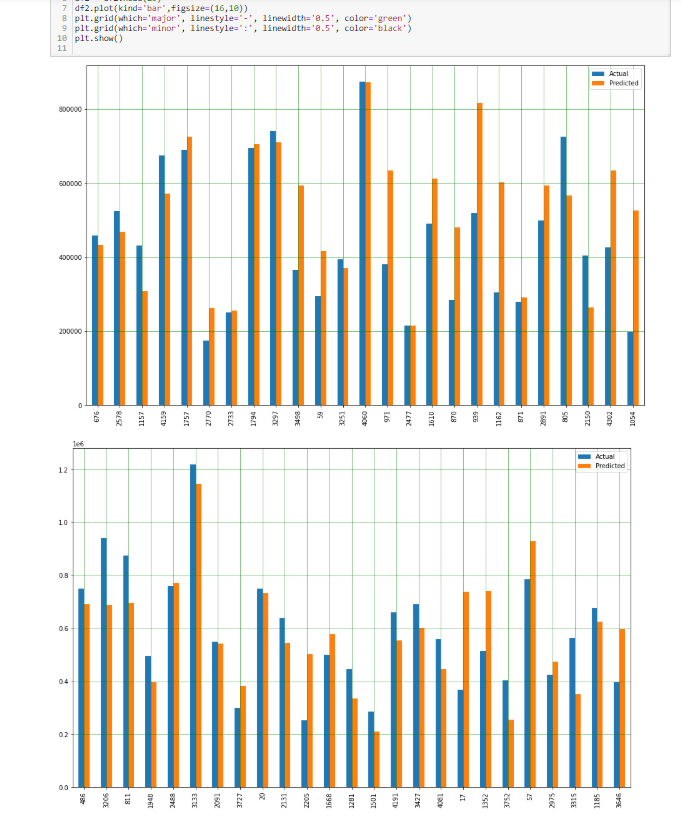 7 df2.plot(kind='bar',figsize=(16,10))
8 plt.grid(which='major', linestyle='-', linewidth='0.5', color='green')
9 plt.grid(which='minor', linestyle=':', linewidth='0.5', color='black')
10 plt.show()
11
Actual
Predicted
800000
600000
400000
200000
0
676 2578 1157 4159 1757 2770 2733 1794 3297 3498 59 3251 4060 971 2477 1610 870 939 1162 871 2891 805 2150 4302 1054
1e6
Actual
Predicted
1.2
1.0
0.8
0.6
0.4
0.2
0.0
486 3206 811 1948 2488 3133 2091 3727 20 2131 2205 1668 1281 1501 4191 3427 4081 17 1352 3752 57 2975 3315 1185 3646